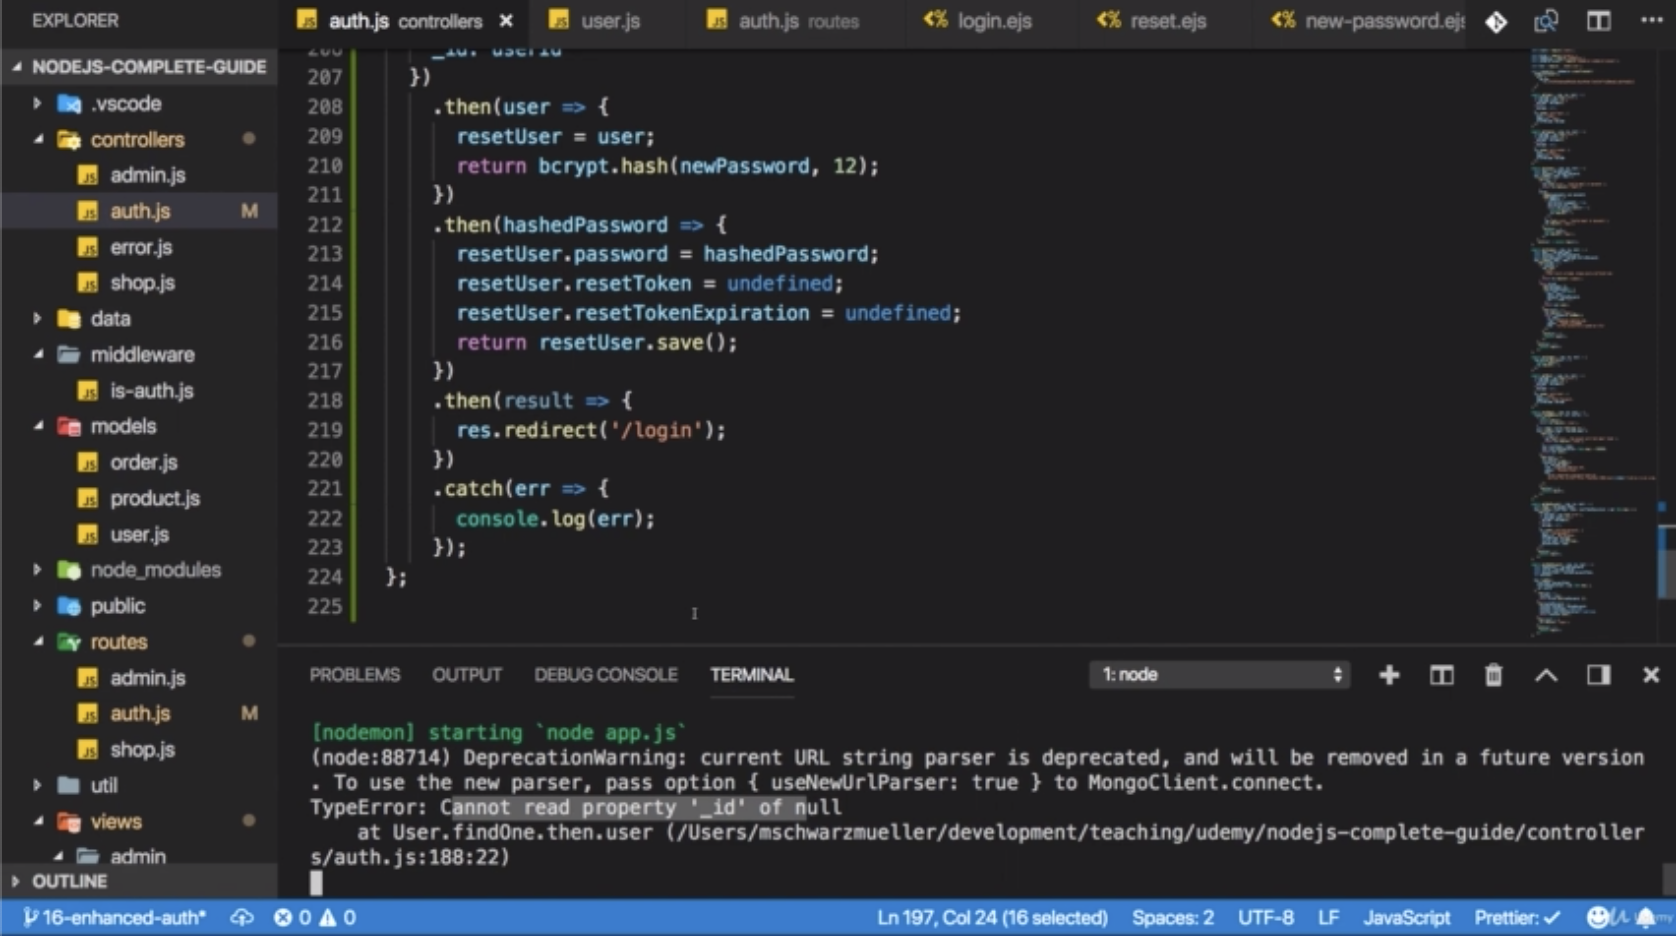 EXPLORER
auth.js controllers ×
user.js
auth.js routes
login.ejs
reset.ejs
new-password.ejs
NODEJS-COMPLETE-GUIDE
.vscode
controllers
admin.js
auth.js M
error.js
shop.js
data
middleware
is-auth.js
models
order.js
product.js
user.js
node_modules
public
routes
admin.js
auth.js M
shop.js
util
views
admin
OUTLINE
206 _id: userId
207 })
208 .then(user => {
209 resetUser = user;
210 return bcrypt.hash(newPassword, 12);
211 })
212 .then(hashedPassword => {
213 resetUser.password = hashedPassword;
214 resetUser.resetToken = undefined;
215 resetUser.resetTokenExpiration = undefined;
216 return resetUser.save();
217 })
218 .then(result => {
219 res.redirect('/login');
220 })
221 .catch(err => {
222 console.log(err);
223 });
224 };
225
PROBLEMS OUTPUT DEBUG CONSOLE TERMINAL 1: node
[nodemon] starting `node app.js`
(node:88714) DeprecationWarning: current URL string parser is deprecated, and will be removed in a future version
. To use the new parser, pass option { useNewUrlParser: true } to MongoClient.connect.
TypeError: Cannot read property '_id' of null
at User.findOne.then.user (/Users/mschwarzmueller/development/teaching/udemy/nodejs-complete-guide/controller
s/auth.js:188:22)
16-enhanced-auth* 0 0 Ln 197, Col 24 (16 selected) Spaces: 2 UTF-8 LF JavaScript Prettier: ✓